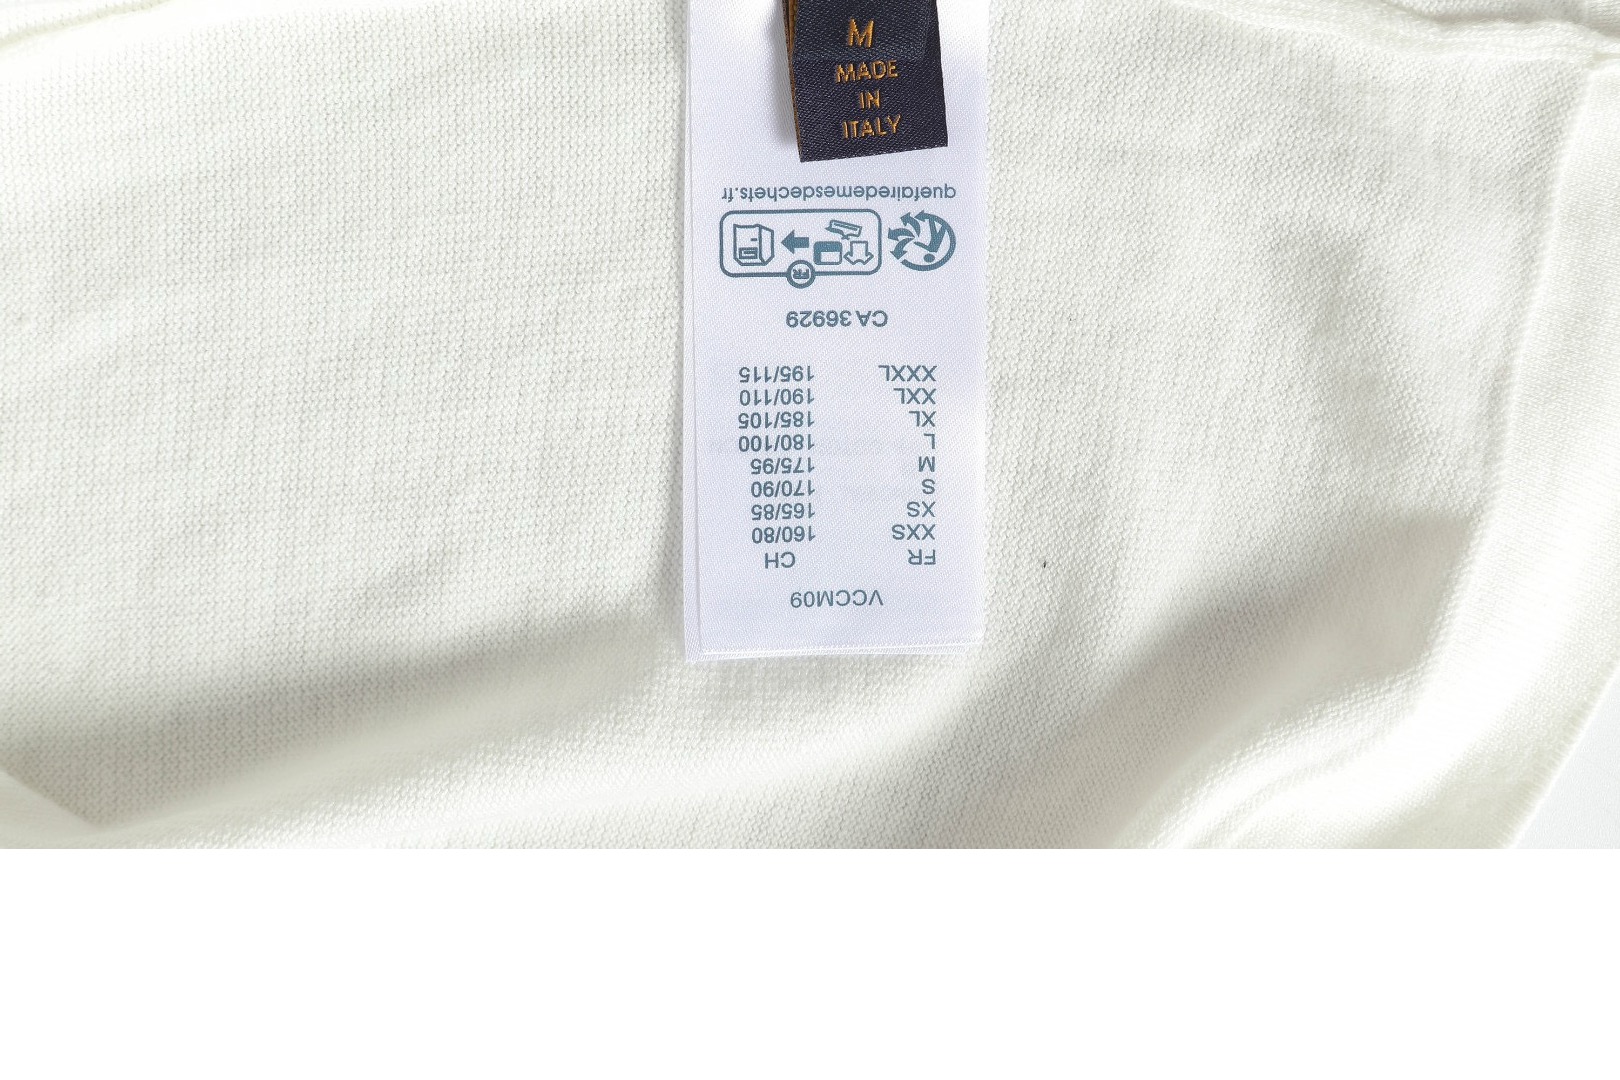 M
MADE
IN
ITALY
VCCM09
FR CH
XXS 160/80
XS 165/85
S 170/90
M 175/95
L 180/100
XL 185/105
XXL 190/110
XXXL 195/115
CA 36929
FR
quefairedemesdechets.fr